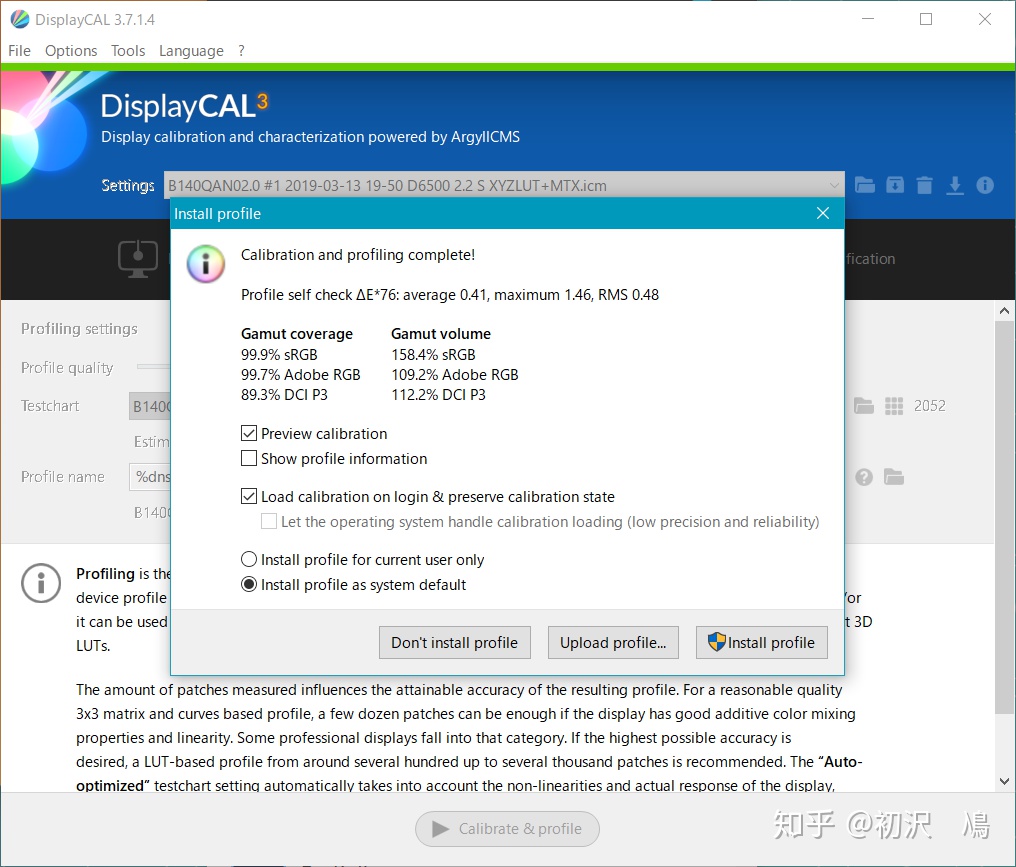 DisplayCAL 3.7.1.4
File Options Tools Language ?
DisplayCAL3
Display calibration and characterization powered by ArgyllCMS
Settings B140QAN02.0 #1 2019-03-13 19-50 D6500 2.2 S XYZLUT+MTX.icm
Install profile
Calibration and profiling complete!
fication
Profile self check ΔE*76: average 0.41, maximum 1.46, RMS 0.48
Profiling settings
Gamut coverage Gamut volume
99.9% sRGB 158.4% sRGB
Profile quality
99.7% Adobe RGB 109.2% Adobe RGB
89.3% DCI P3 112.2% DCI P3
Testchart B140 2052
Preview calibration
Estim
Show profile information
Profile name %dns
Load calibration on login & preserve calibration state
B140
Let the operating system handle calibration loading (low precision and reliability)
Install profile for current user only
Install profile as system default
Profiling is the
device profile /or
it can be used t 3D
LUTs.
Don't install profile Upload profile... Install profile
The amount of patches measured influences the attainable accuracy of the resulting profile. For a reasonable quality
3x3 matrix and curves based profile, a few dozen patches can be enough if the display has good additive color mixing
properties and linearity. Some professional displays fall into that category. If the highest possible accuracy is
desired, a LUT-based profile from around several hundred up to several thousand patches is recommended. The “Auto-
optimized“ testchart setting automatically takes into account the non-linearities and actual response of the display,
Calibrate & profile
知乎 @初沢 鳰